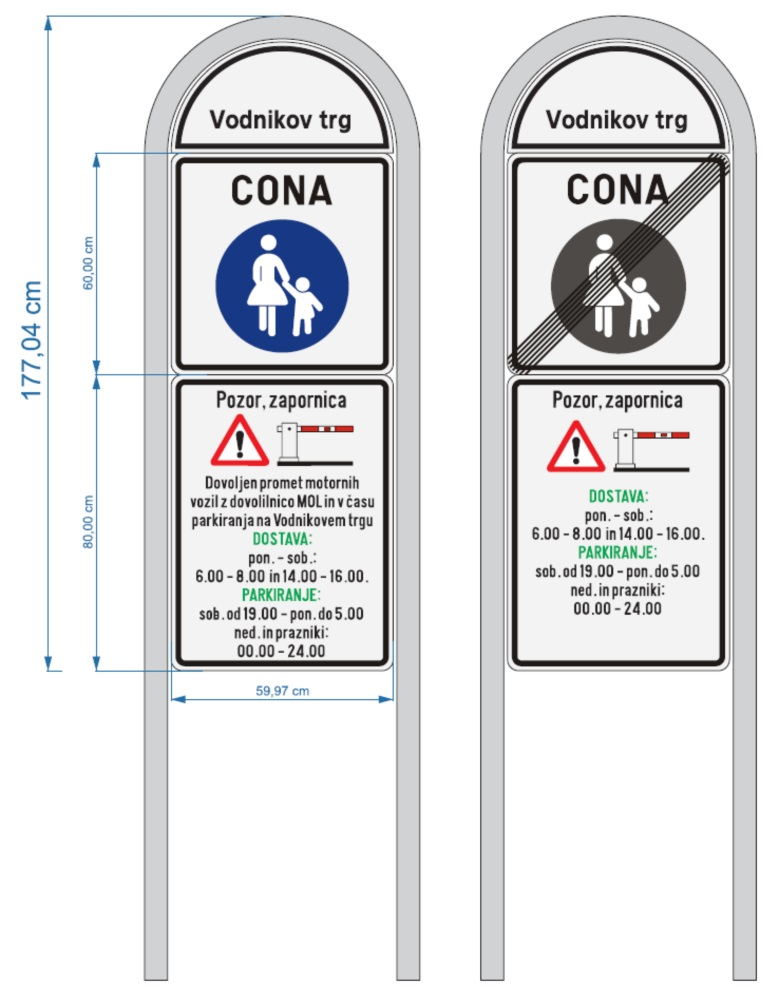 177,04 cm
60,00 cm
80,00 cm
59,97 cm
Vodnikov trg
CONA
Pozor, zapornica
Dovoljen promet motornih
vozil z dovolilnico MOL in v času
parkiranja na Vodnikovem trgu
DOSTAVA:
pon. - sob.:
6.00 - 8.00 in 14.00 - 16.00.
PARKIRANJE:
sob. od 19.00 - pon. do 5.00
ned. in prazniki:
00.00 - 24.00
Vodnikov trg
CONA
Pozor, zapornica
DOSTAVA:
pon. - sob.:
6.00 - 8.00 in 14.00 - 16.00.
PARKIRANJE:
sob. od 19.00 - pon. do 5.00
ned. in prazniki:
00.00 - 24.00